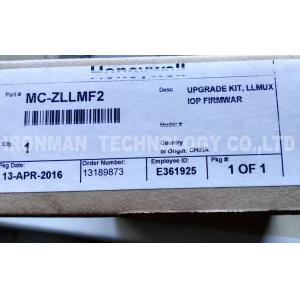 Honeywell
Part # MC-ZLLMF2 Desc UPGRADE KIT, LLMUX
IOP FIRMWAR
Model #
IRONMAN TECHNOLOGY CO.,LTD
Qty: 1 Country of Origin: CHINA
Pkg Date Order Number: Employee ID: Pkg #:
13-APR-2016 13189873 E361925 1 OF 1